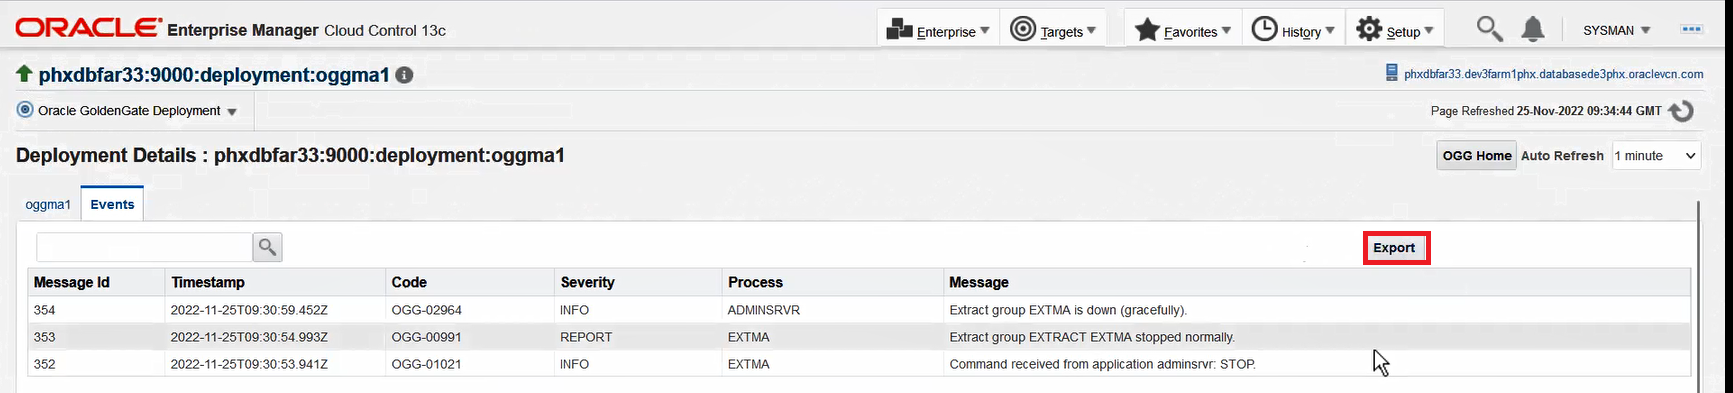 ORACLE Enterprise Manager Cloud Control 13c
Enterprise Targets Favorites History Setup SYSMAN
phxdbfar33:9000:deployment:oggma1
phxdbfar33.dev3farm1phx.databasede3phx.oraclevcn.com
Oracle GoldenGate Deployment
Page Refreshed 25-Nov-2022 09:34:44 GMT
Deployment Details : phxdbfar33:9000:deployment:oggma1
OGG Home Auto Refresh 1 minute
oggma1 Events
Export
Message Id Timestamp Code Severity Process Message
354 2022-11-25T09:30:59.452Z OGG-02964 INFO ADMINSRVR Extract group EXTMA is down (gracefully).
353 2022-11-25T09:30:54.993Z OGG-00991 REPORT EXTMA Extract group EXTRACT EXTMA stopped normally.
352 2022-11-25T09:30:53.941Z OGG-01021 INFO EXTMA Command received from application adminsrvr: STOP.